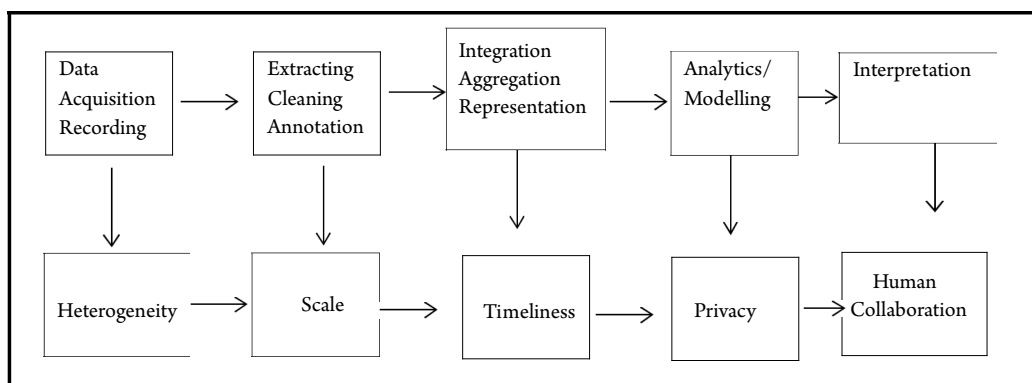 Data
Acquisition
Recording
Extracting
Cleaning
Annotation
Integration
Aggregation
Representation
Analytics/
Modelling
Interpretation
Heterogeneity
Scale
Timeliness
Privacy
Human
Collaboration